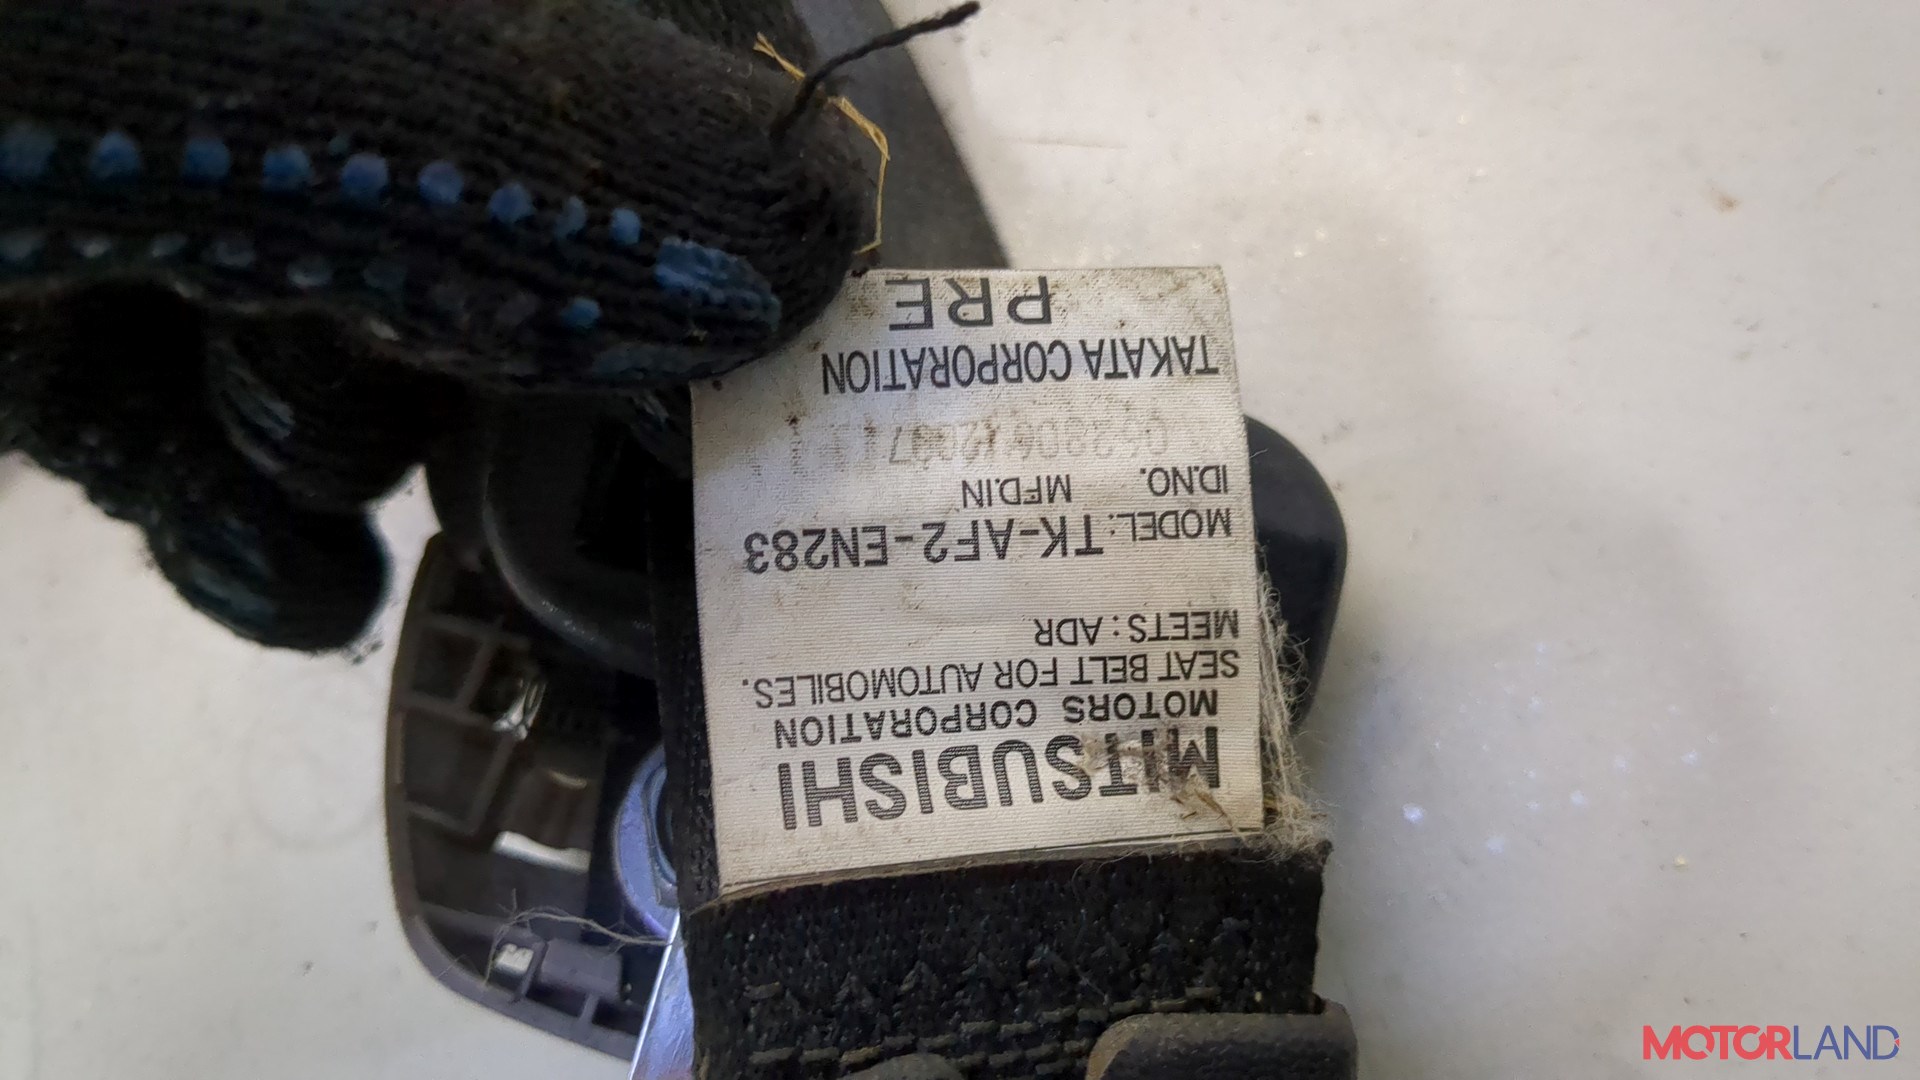 MITSUBISHI
MOTORS CORPORATION
SEAT BELT FOR AUTOMOBILES.
MEETS : ADR
MODEL: TK-AF2-EN283
ID.NO. MFD.IN
TAKATA CORPORATION
PRE
MOTORLAND